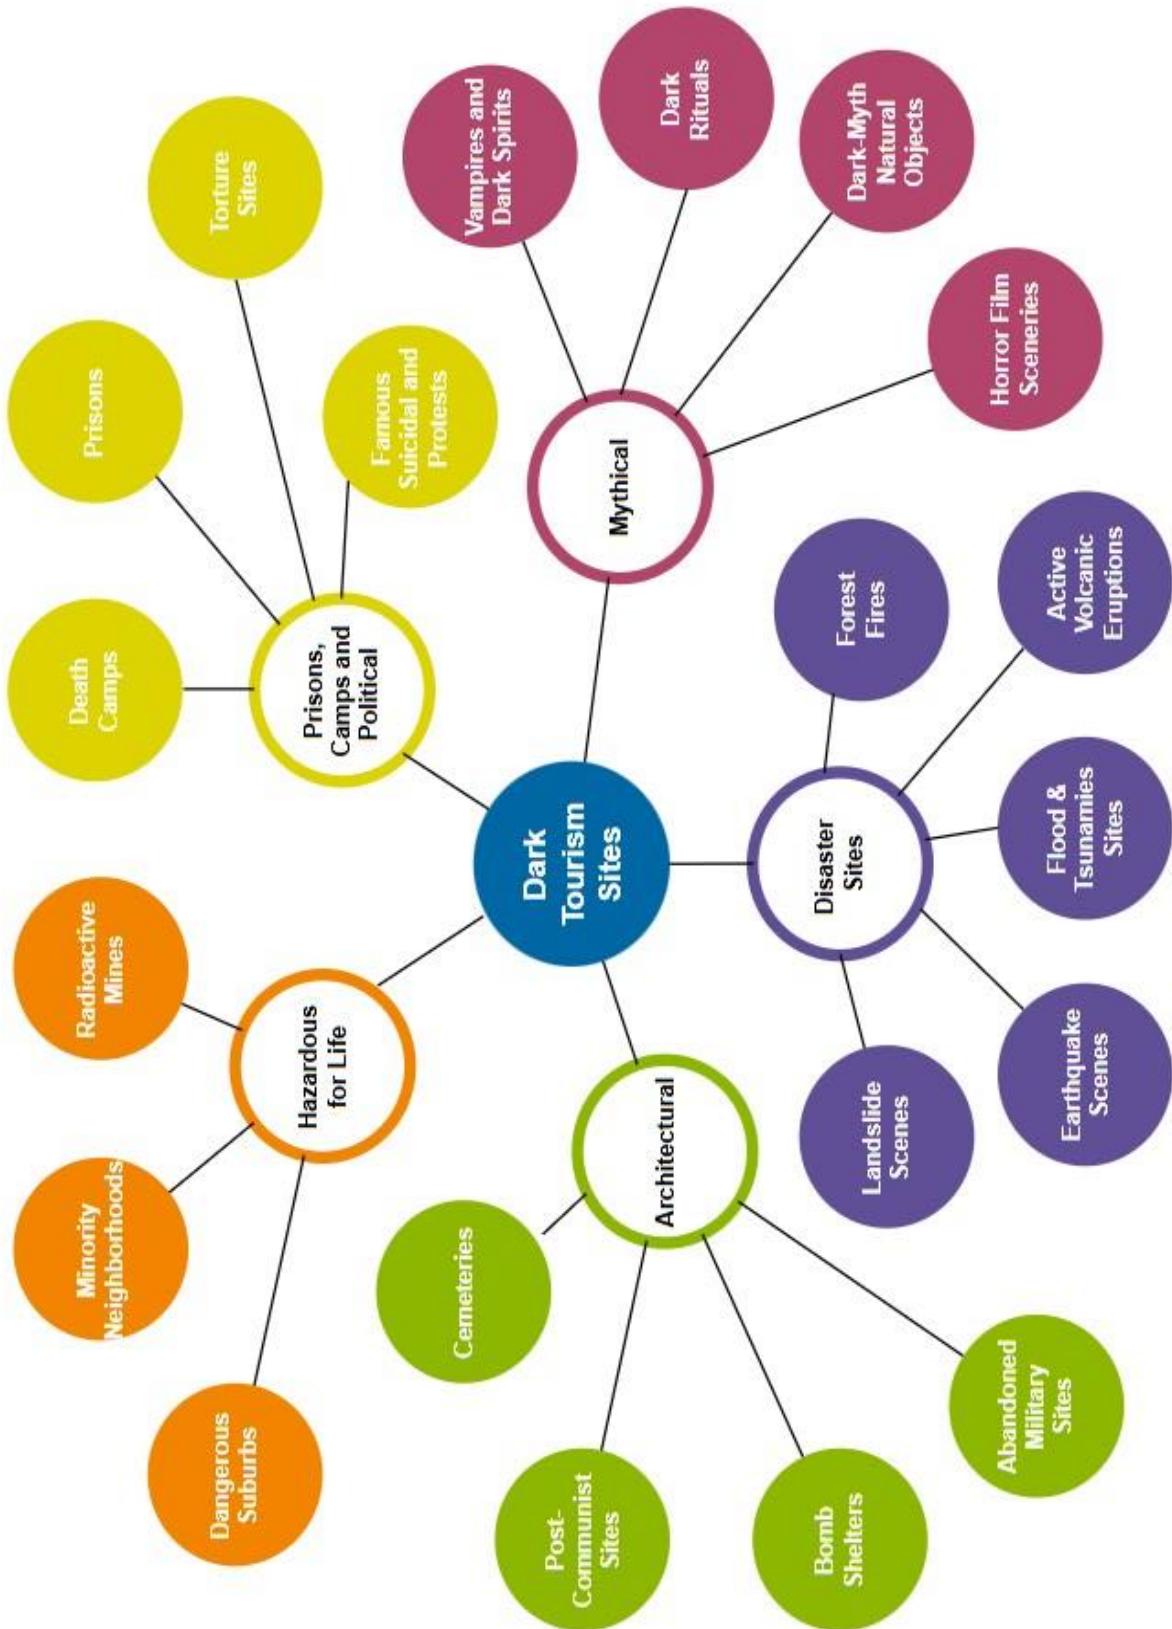 Dark
Tourism
Sites
Hazardous
for Life
Dangerous
Suburbs
Minority
Neighborhoods
Radioactive
Mines
Prisons,
Camps and
Political
Death
Camps
Prisons
Torture
Sites
Famous
Suicidal and
Protests
Mythical
Vampires and
Dark Spirits
Dark
Rituals
Dark-Myth
Natural
Objects
Horror Film
Sceneries
Disaster
Sites
Forest
Fires
Active
Volcanic
Eruptions
Flood &
Tsunamies
Sites
Earthquake
Scenes
Landslide
Scenes
Architectural
Abandoned
Military
Sites
Bomb
Shelters
Post-
Communist
Sites
Cemeteries